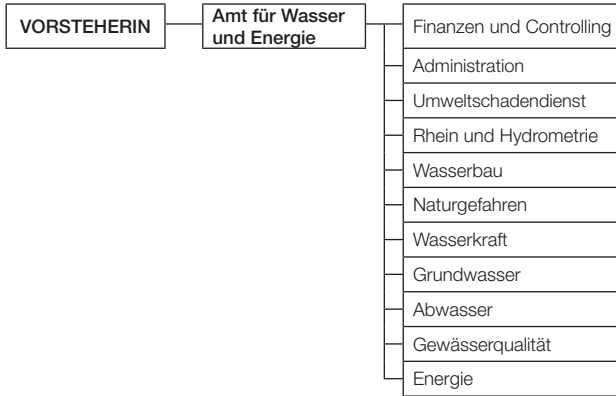 VORSTEHERIN
Amt für Wasser
und Energie
Finanzen und Controlling
Administration
Umweltschadendienst
Rhein und Hydrometrie
Wasserbau
Naturgefahren
Wasserkraft
Grundwasser
Abwasser
Gewässerqualität
Energie